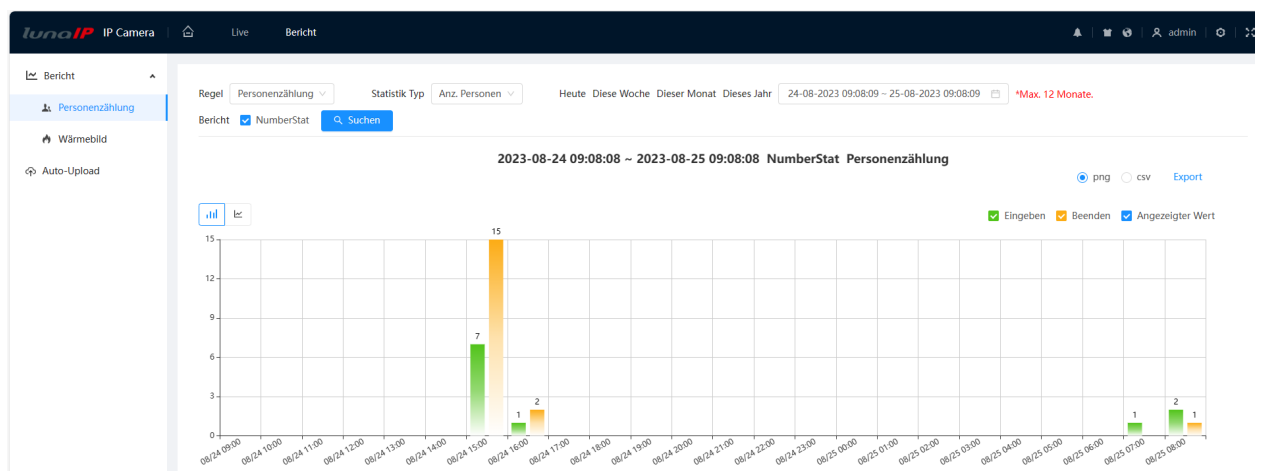 lunaIP IP Camera Live Bericht admin
Bericht
Personenzählung
Wärmebild
Auto-Upload
Regel Personenzählung Statistik Typ Anz. Personen Heute Diese Woche Dieser Monat Dieses Jahr 24-08-2023 09:08:09 ~ 25-08-2023 09:08:09 *Max. 12 Monate.
Bericht NumberStat Suchen
2023-08-24 09:08:08 ~ 2023-08-25 09:08:08 NumberStat Personenzählung
png csv Export
Eingeben Beenden Angezeigter Wert
15
15
12
9
7
6
3
2
2
1
1
1
0
08/24 09:00 08/24 10:00 08/24 11:00 08/24 12:00 08/24 13:00 08/24 14:00 08/24 15:00 08/24 16:00 08/24 17:00 08/24 18:00 08/24 19:00 08/24 20:00 08/24 21:00 08/24 22:00 08/24 23:00 08/25 00:00 08/25 01:00 08/25 02:00 08/25 03:00 08/25 04:00 08/25 05:00 08/25 06:00 08/25 07:00 08/25 08:00